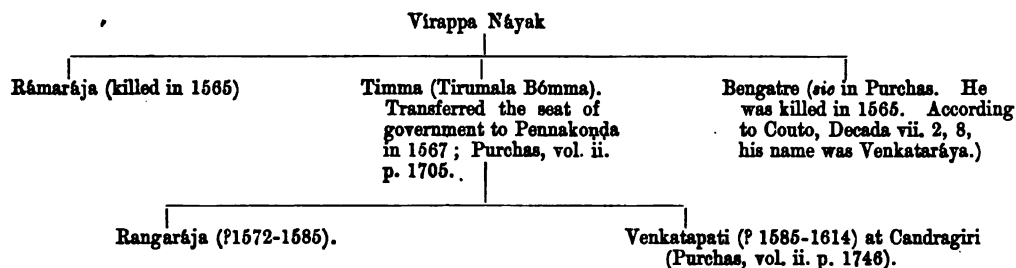 Vírappa Náyak
Rámarája (killed in 1565)
Timma (Tirumala Bómma).
Transferred the seat of
government to Pennakoṇḍa
in 1567 ; Purchas, vol. ii.
p. 1705.
Bengatre (sic in Purchas. He
was killed in 1565. According
to Couto, Decada vii. 2, 8,
his name was Venkataráya.)
Rangarája (?1572-1585).
Venkatapati (? 1585-1614) at Candragiri
(Purchas, vol. ii. p. 1746).